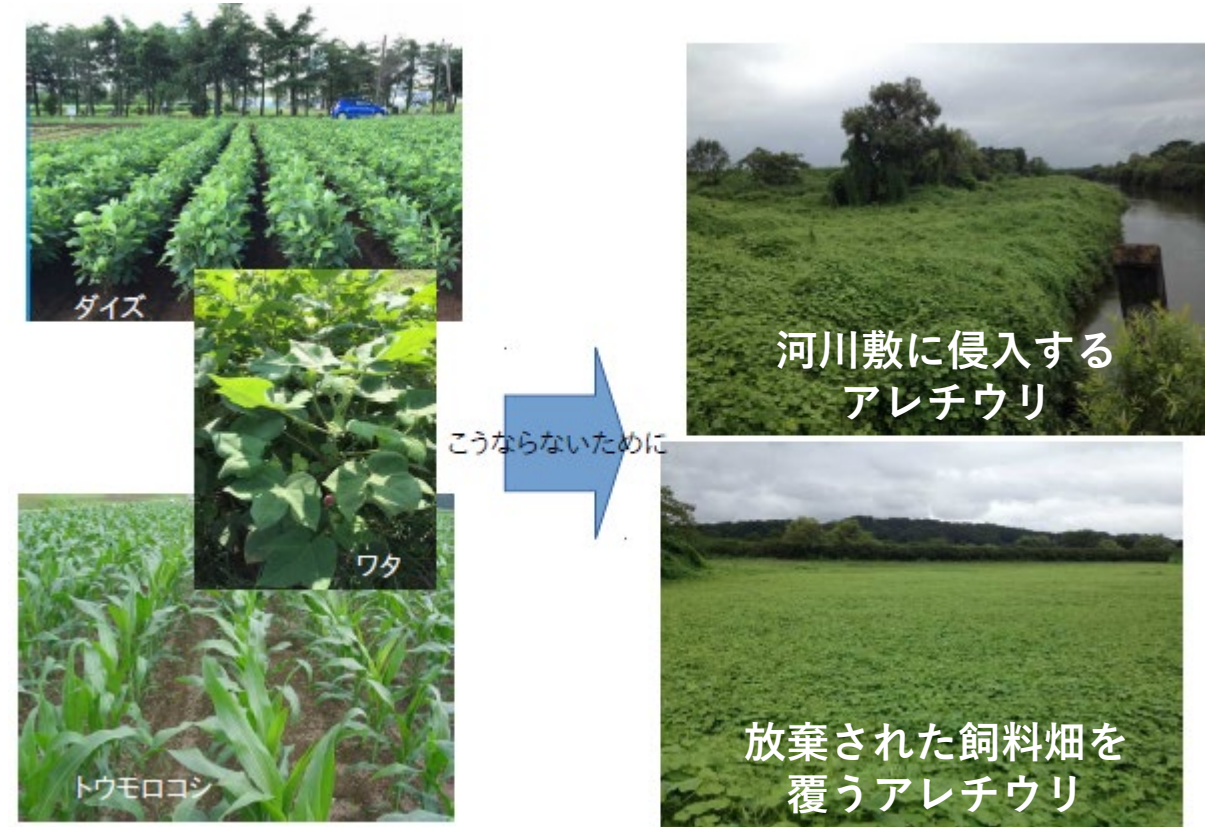 ダイズ
ワタ
トウモロコシ
こうならないために
河川敷に侵入する
アレチウリ
放棄された飼料畑を
覆うアレチウリ